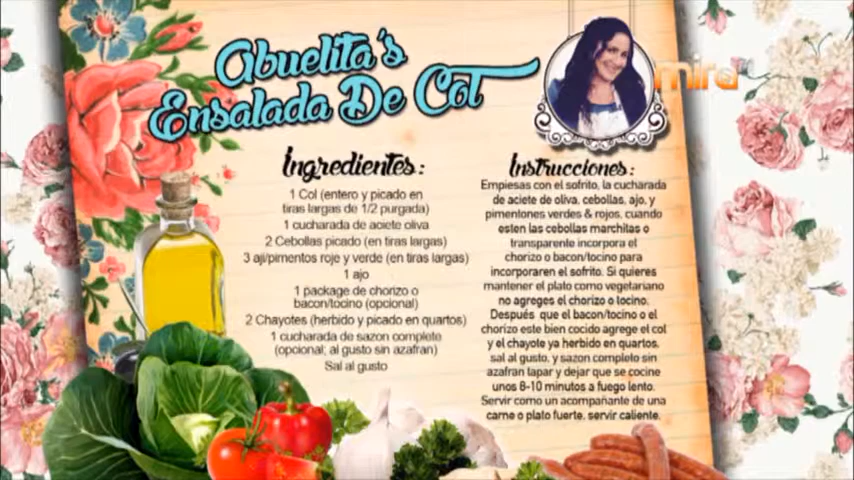 Abuelita's
Ensalada De Col
mira
Ingredientes:
1 Col (entero y picado en
tiras largas de 1/2 purgada)
1 cucharada de aciete oliva
2 Cebollas picado (en tiras largas)
3 aji/pimentos roje y verde (en tiras largas)
1 ajo
1 package de chorizo o
bacon/tocino (opcional)
2 Chayotes (herbido y picado en quartos)
1 cucharada de sazon complete
(opcional; al gusto sin azafran)
Sal al gusto
Instrucciones:
Empiesas con el sofrito, la cucharada
de aciete de oliva, cebollas, ajo, y
pimentones verdes & rojos, cuando
esten las cebollas marchitas o
transparente incorpora el
chorizo o bacon/tocino para
incorporaren el sofrito. Si quieres
mantener el plato como vegetariano
no agreges el chorizo o tocino.
Después que el bacon/tocino o el
chorizo este bien cocido agrege el col
y el chayote ya herbido en quartos,
sal al gusto, y sazon completo sin
azafran tapar y dejar que se cocine
unos 8-10 minutos a fuego lento.
Servir como un acompañante de una
carne o plato fuerte, servir caliente.